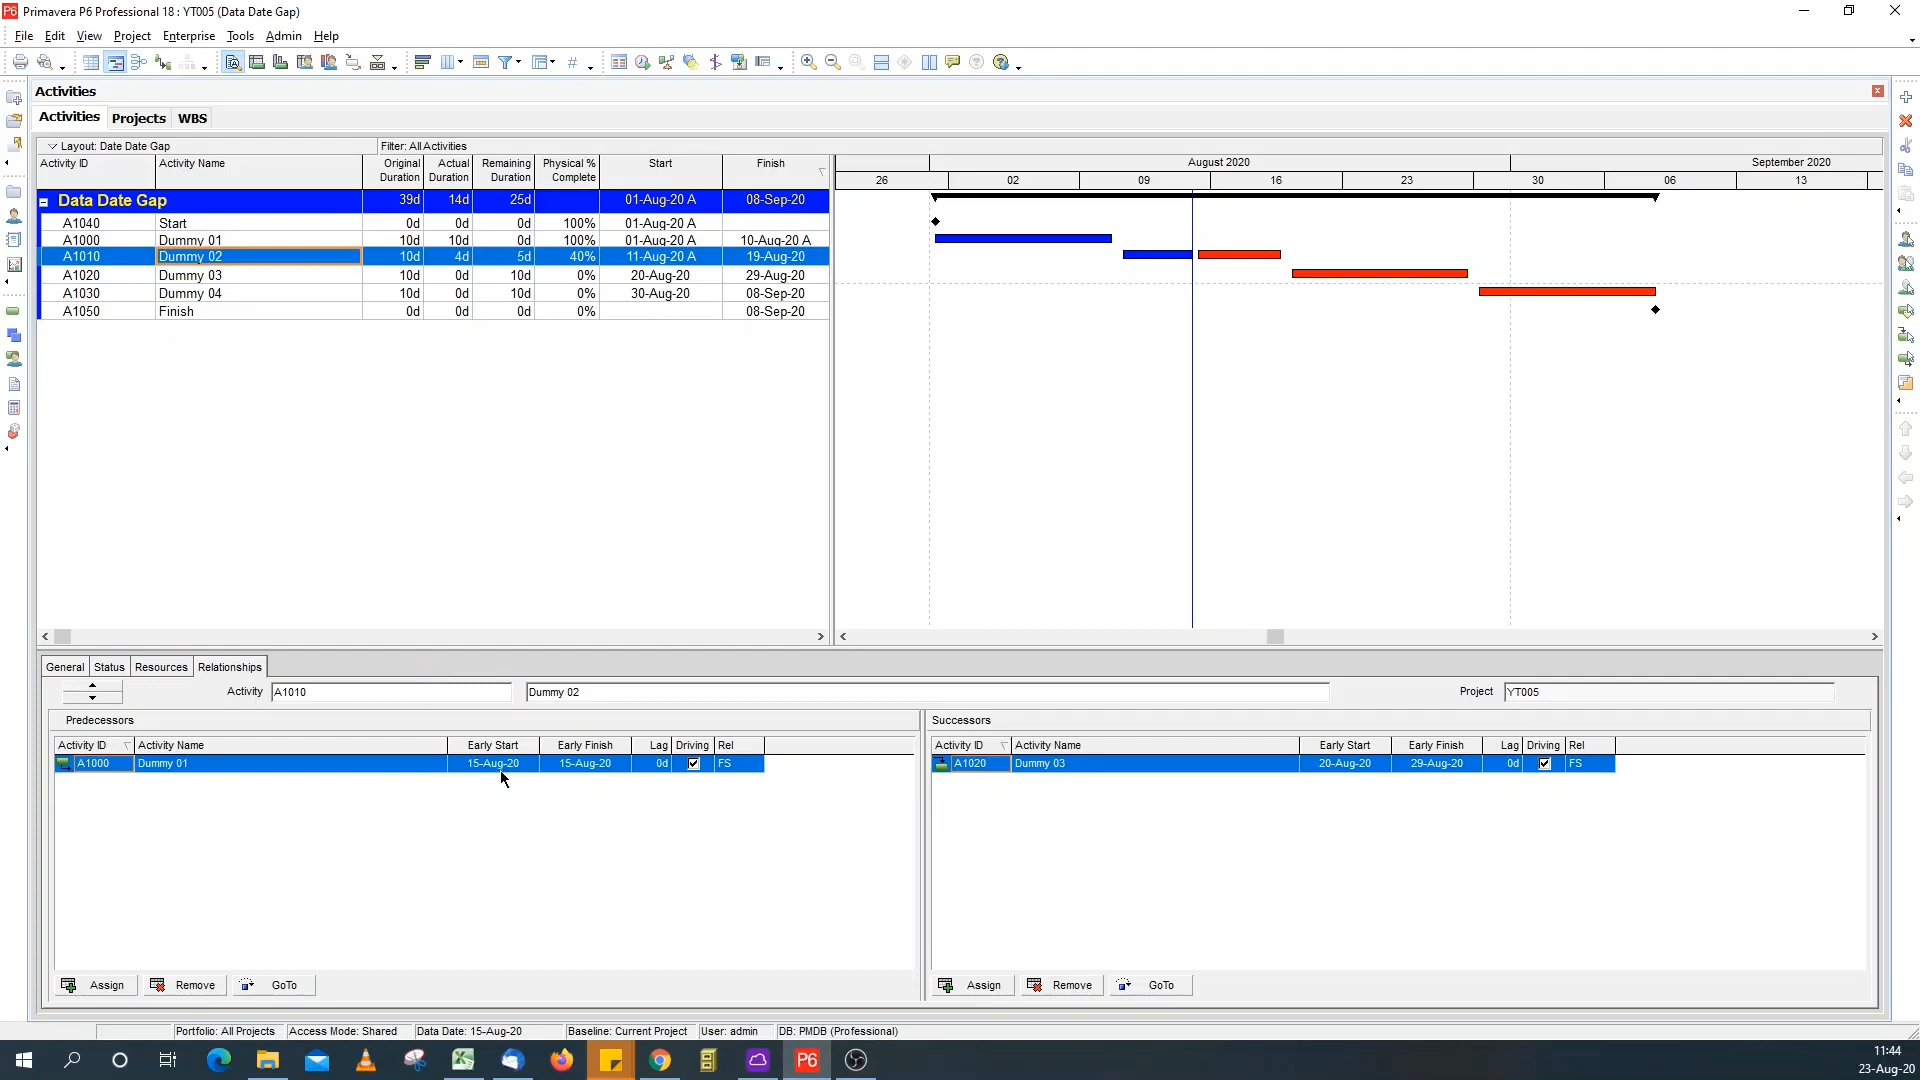 P6 Primavera P6 Professional 18 : YT005 (Data Date Gap)
File Edit View Project Enterprise Tools Admin Help
Activities
Activities Projects WBS
Layout: Date Date Gap Filter: All Activities
Activity ID Activity Name Original Duration Actual Duration Remaining Duration Physical % Complete Start Finish
August 2020 September 2020
26 02 09 16 23 30 06 13
Data Date Gap 39d 14d 25d 01-Aug-20 A 08-Sep-20
A1040 Start 0d 0d 0d 100% 01-Aug-20 A
A1000 Dummy 01 10d 10d 0d 100% 01-Aug-20 A 10-Aug-20 A
A1010 Dummy 02 10d 4d 5d 40% 11-Aug-20 A 19-Aug-20
A1020 Dummy 03 10d 0d 10d 0% 20-Aug-20 29-Aug-20
A1030 Dummy 04 10d 0d 10d 0% 30-Aug-20 08-Sep-20
A1050 Finish 0d 0d 0d 0% 08-Sep-20
General Status Resources Relationships
Activity A1010 Dummy 02 Project YT005
Predecessors Successors
Activity ID Activity Name Early Start Early Finish Lag Driving Rel Activity ID Activity Name Early Start Early Finish Lag Driving Rel
A1000 Dummy 01 15-Aug-20 15-Aug-20 0d FS A1020 Dummy 03 20-Aug-20 29-Aug-20 0d FS
Assign Remove GoTo Assign Remove GoTo
Portfolio: All Projects Access Mode: Shared Data Date: 15-Aug-20 Baseline: Current Project User: admin DB: PMDB (Professional)
P6 11:44
23-Aug-20